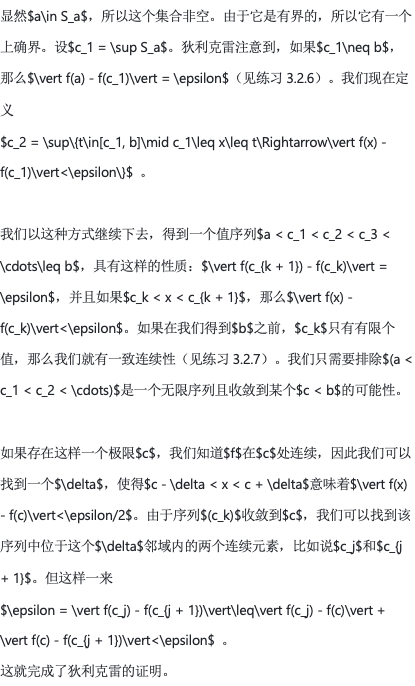 显然$a\in S_a$，所以这个集合非空。由于它是有界的，所以它有一个
上确界。设$c_1 = \sup S_a$。狄利克雷注意到，如果$c_1\neq b$，
那么$\vert f(a) - f(c_1)\vert = \epsilon$（见练习 3.2.6）。我们现在定
义
$c_2 = \sup\{t\in[c_1, b]\mid c_1\leq x\leq t\Rightarrow\vert f(x) -
f(c_1)\vert<\epsilon\}$ 。
我们以这种方式继续下去，得到一个值序列$a < c_1 < c_2 < c_3 <
\cdots\leq b$，具有这样的性质：$\vert f(c_{k + 1}) - f(c_k)\vert =
\epsilon$，并且如果$c_k < x < c_{k + 1}$，那么$\vert f(x) -
f(c_k)\vert<\epsilon$。如果在我们得到$b$之前，$c_k$只有有限个
值，那么我们就有一致连续性（见练习 3.2.7）。我们只需要排除$(a <
c_1 < c_2 < \cdots)$是一个无限序列且收敛到某个$c < b$的可能性。
如果存在这样一个极限$c$，我们知道$f$在$c$处连续，因此我们可以
找到一个$\delta$，使得$c - \delta < x < c + \delta$意味着$\vert f(x)
- f(c)\vert<\epsilon/2$。由于序列$(c_k)$收敛到$c$，我们可以找到该
序列中位于这个$\delta$邻域内的两个连续元素，比如说$c_j$和$c_{j
+ 1}$。但这样一来
$\epsilon = \vert f(c_j) - f(c_{j + 1})\vert\leq\vert f(c_j) - f(c)\vert +
\vert f(c) - f(c_{j + 1})\vert<\epsilon$ 。
这就完成了狄利克雷的证明。